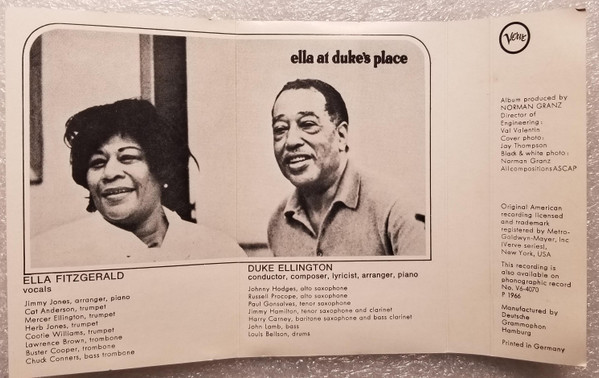 ella at duke's place
ELLA FITZGERALD
vocals
Jimmy Jones, arranger, piano
Cat Anderson, trumpet
Mercer Ellington, trumpet
Herb Jones, trumpet
Cootie Williams, trumpet
Lawrence Brown, trombone
Buster Cooper, trombone
Chuck Conners, bass trombone
DUKE ELLINGTON
conductor, composer, lyricist, arranger, piano
Johnny Hodges, alto saxophone
Russell Procope, alto saxophone
Paul Gonsalves, tenor saxophone
Jimmy Hamilton, tenor saxophone and clarinet
Harry Carney, baritone saxophone and bass clarinet
John Lamb, bass
Louis Bellson, drums
Verve
Album produced by
NORMAN GRANZ
Director of
Engineering:
Val Valentin
Cover photo:
Jay Thompson
Black & white photo:
Norman Granz
All compositions ASCAP
Original American
recording licensed
and trademark
registered by Metro-
Goldwyn-Mayer, Inc
(Verve series),
New York, USA
This recording is
also available on
phonographic record
No. V6-4070
P 1966
Manufactured by
Deutsche
Grammophon
Hamburg
Printed in Germany